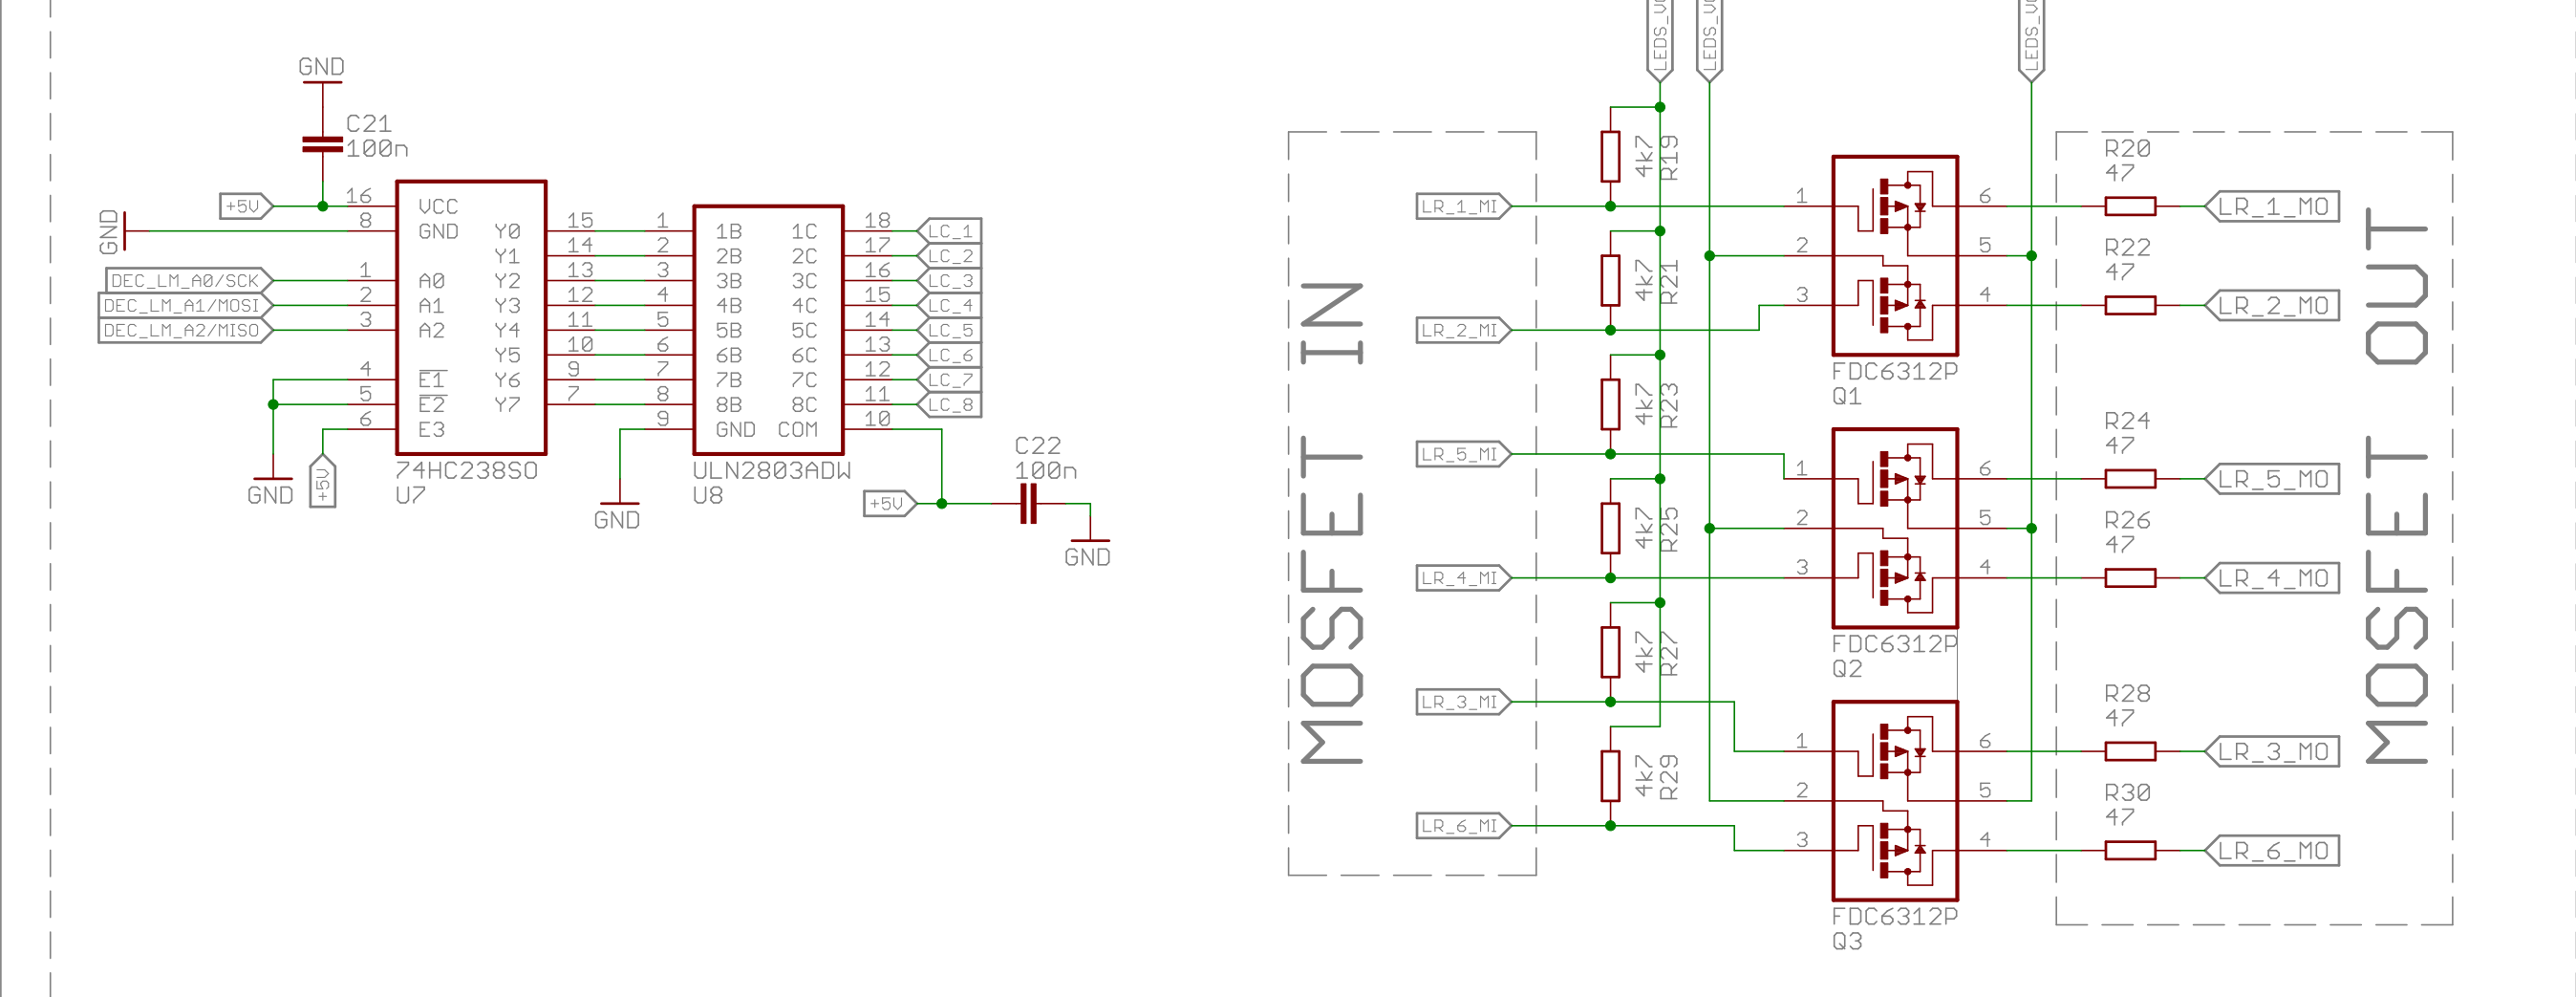 GND
C21
100n
+5V
16
VCC
GND
8
GND
Y0
15
1
1B
1C
18
LC_1
Y1
14
2
2B
2C
17
LC_2
DEC_LM_A0/SCK
1
A0
Y2
13
3
3B
3C
16
LC_3
DEC_LM_A1/MOSI
2
A1
Y3
12
4
4B
4C
15
LC_4
DEC_LM_A2/MISO
3
A2
Y4
11
5
5B
5C
14
LC_5
Y5
10
6
6B
6C
13
LC_6
4
E1
Y6
9
7
7B
7C
12
LC_7
5
E2
Y7
7
8
8B
8C
11
LC_8
6
E3
9
GND
COM
10
GND
+5V
74HC238SO
U7
ULN2803ADW
U8
GND
+5V
C22
100n
GND
MOSFET IN
LR_1_MI
LR_2_MI
LR_5_MI
LR_4_MI
LR_3_MI
LR_6_MI
4k7
R19
4k7
R21
4k7
R23
4k7
R25
4k7
R27
4k7
R29
1
2
3
6
5
4
FDC6312P
Q1
1
2
3
6
5
4
FDC6312P
Q2
1
2
3
6
5
4
FDC6312P
Q3
R20
47
LR_1_MO
R22
47
LR_2_MO
R24
47
LR_5_MO
R26
47
LR_4_MO
R28
47
LR_3_MO
R30
47
LR_6_MO
MOSFET OUT